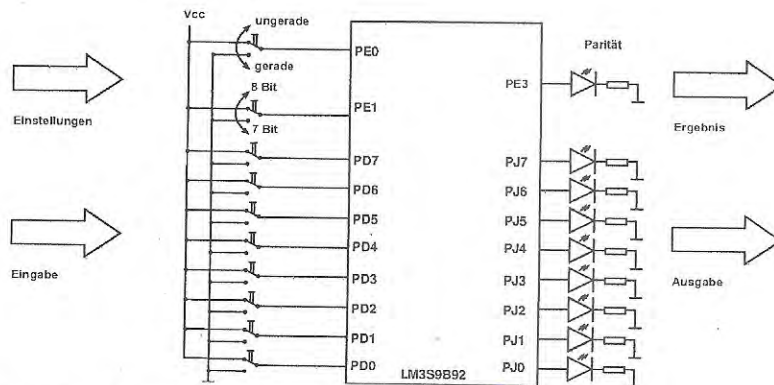 Vcc
ungerade
gerade
8 Bit
7 Bit
Einstellungen
Eingabe
PE0
PE1
PD7
PD6
PD5
PD4
PD3
PD2
PD1
PD0
LM3S9B92
Parität
PE3
PJ7
PJ6
PJ5
PJ4
PJ3
PJ2
PJ1
PJ0
Ergebnis
Ausgabe